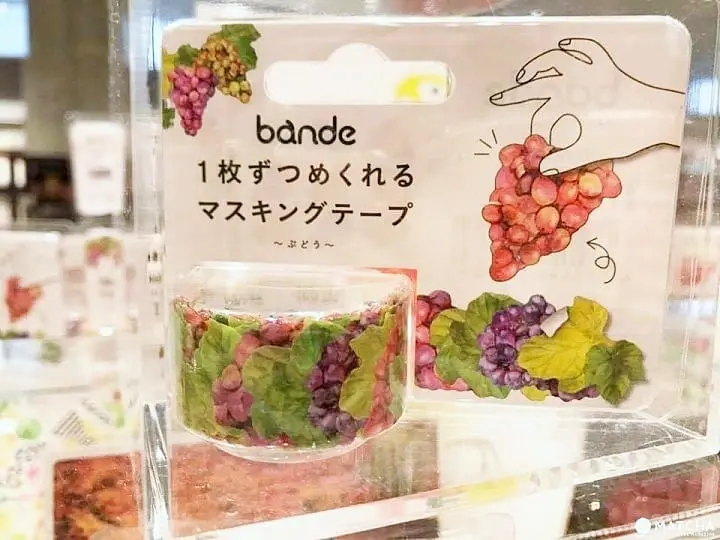 bande
1枚ずつめくれる
マスキングテープ
〜ぶどう〜
MATCHA